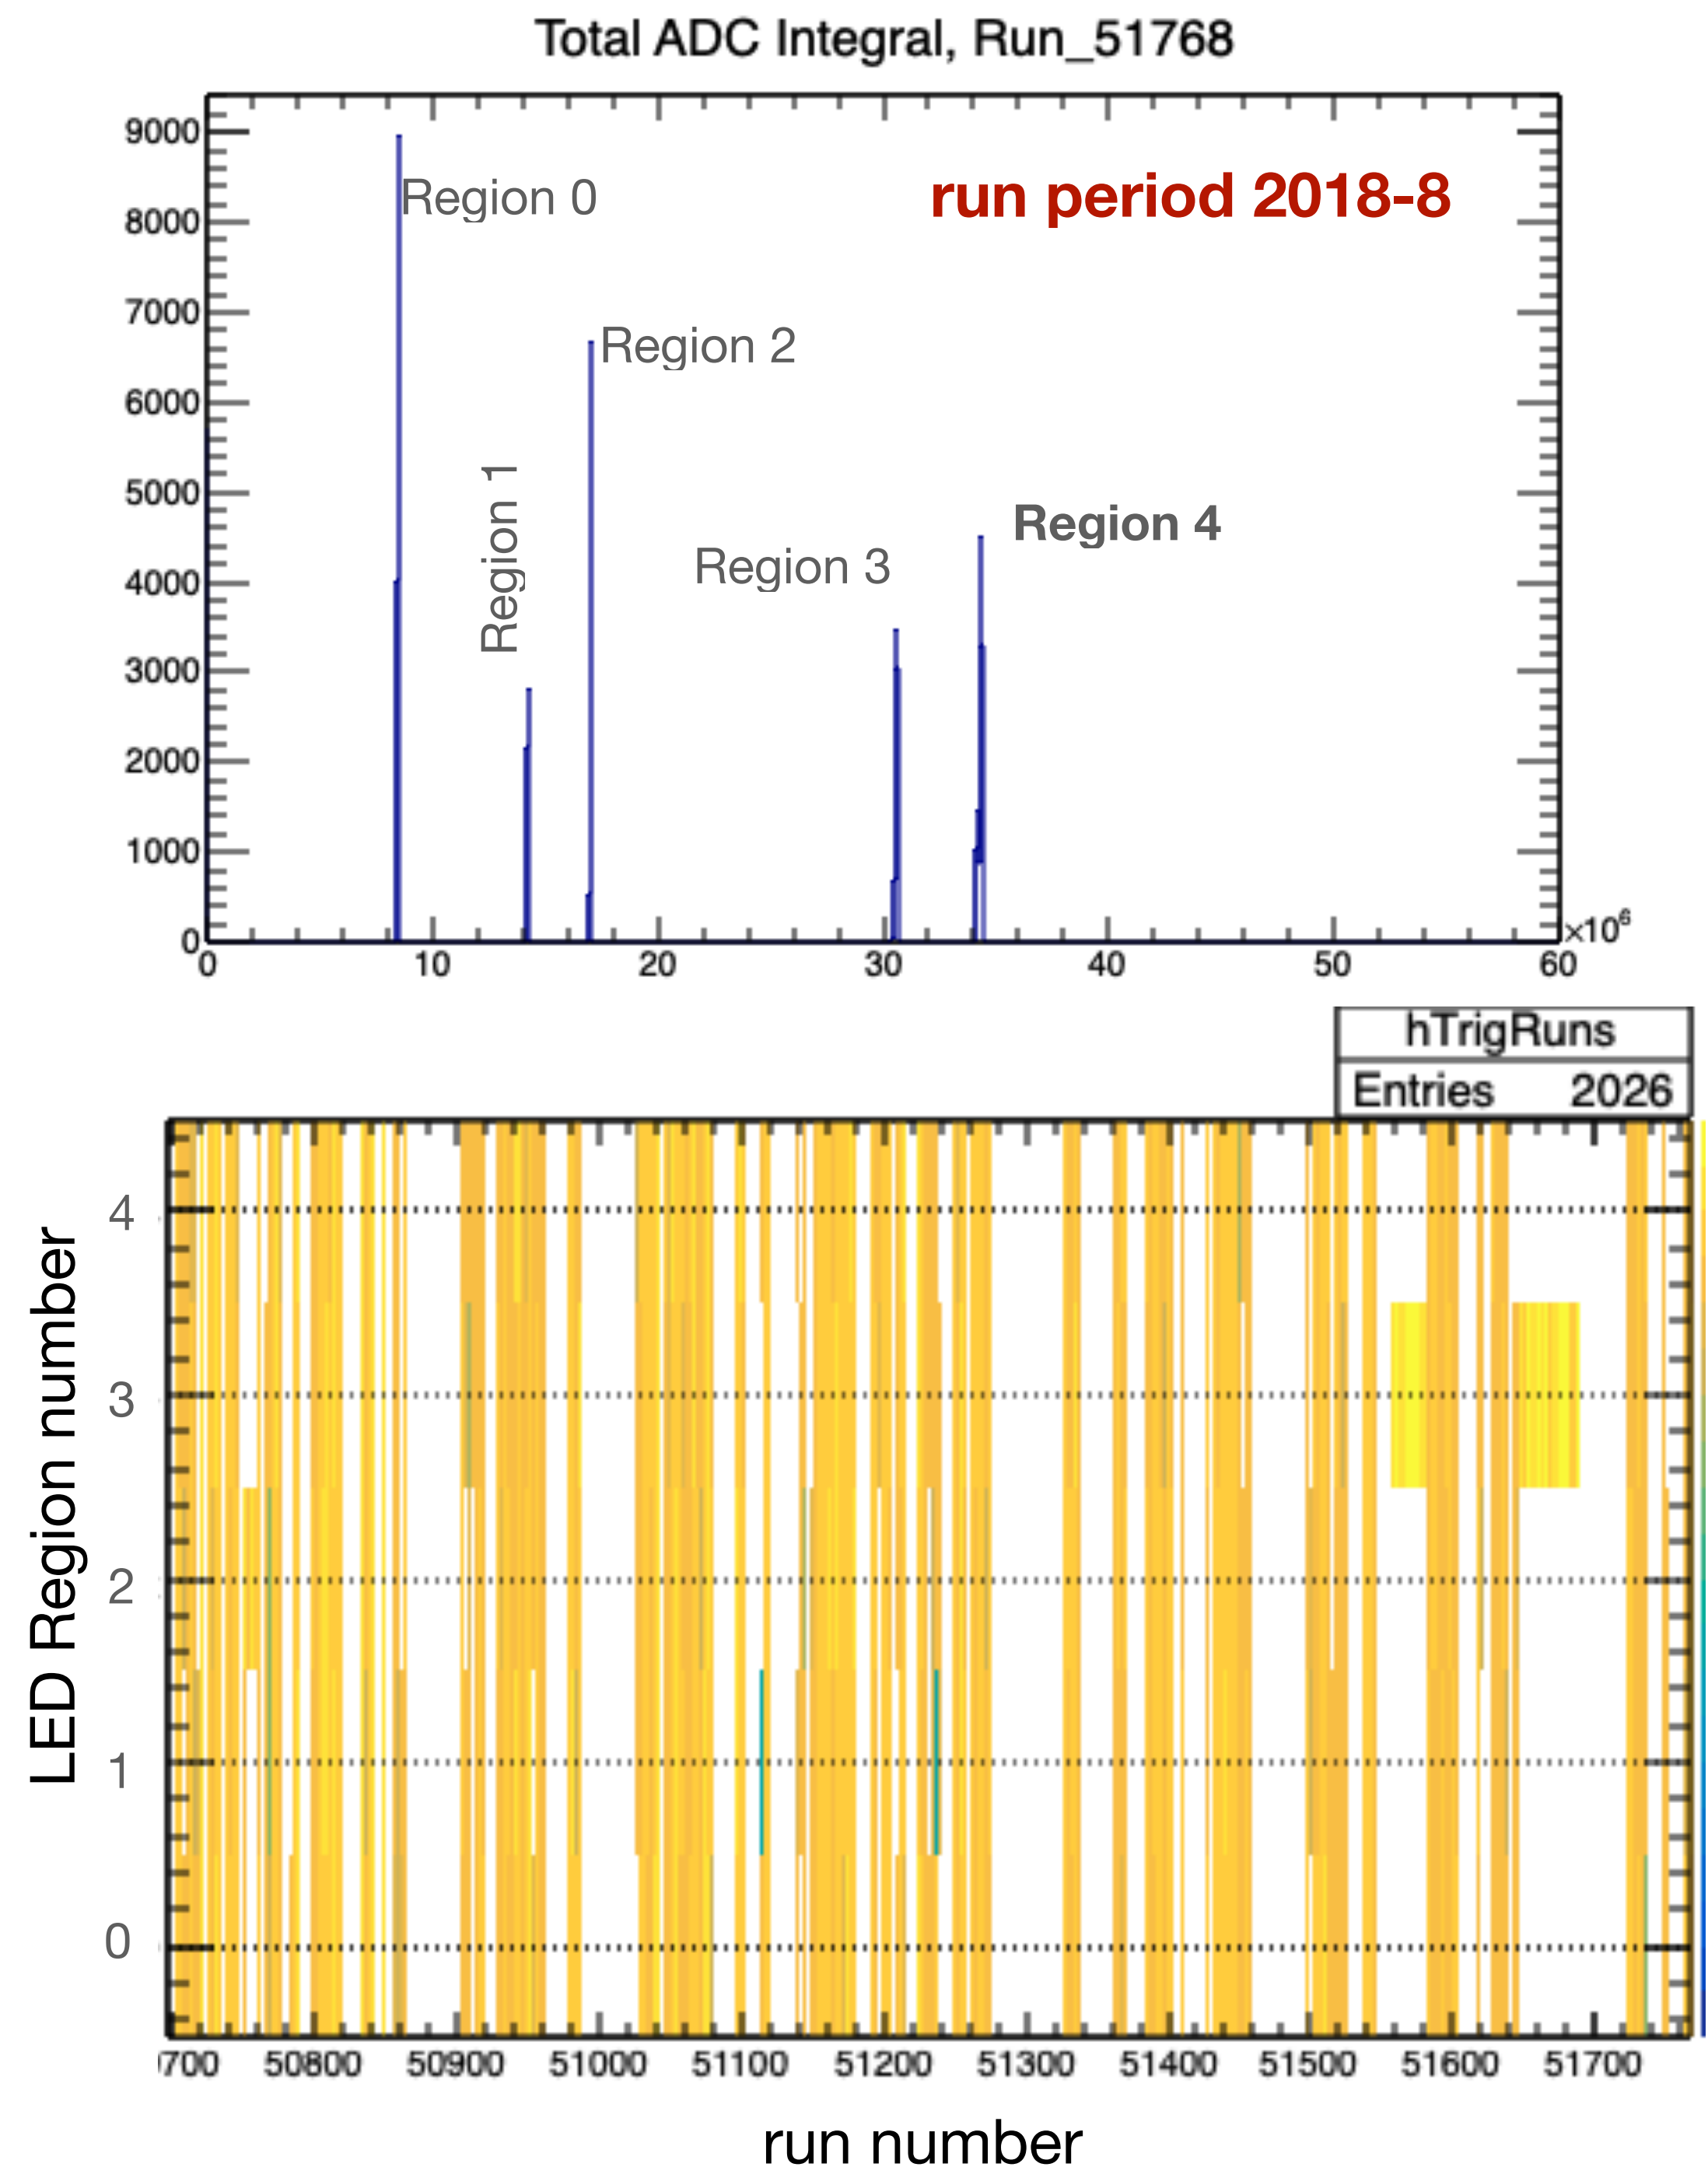 Total ADC Integral, Run_51768
9000
8000
7000
6000
5000
4000
3000
2000
1000
0
Region 0
run period 2018-8
Region 2
Region 1
Region 4
Region 3
×10⁶
0 10 20 30 40 50 60
hTrigRuns
Entries 2026
LED Region number
4
3
2
1
0
700 50800 50900 51000 51100 51200 51300 51400 51500 51600 51700
run number